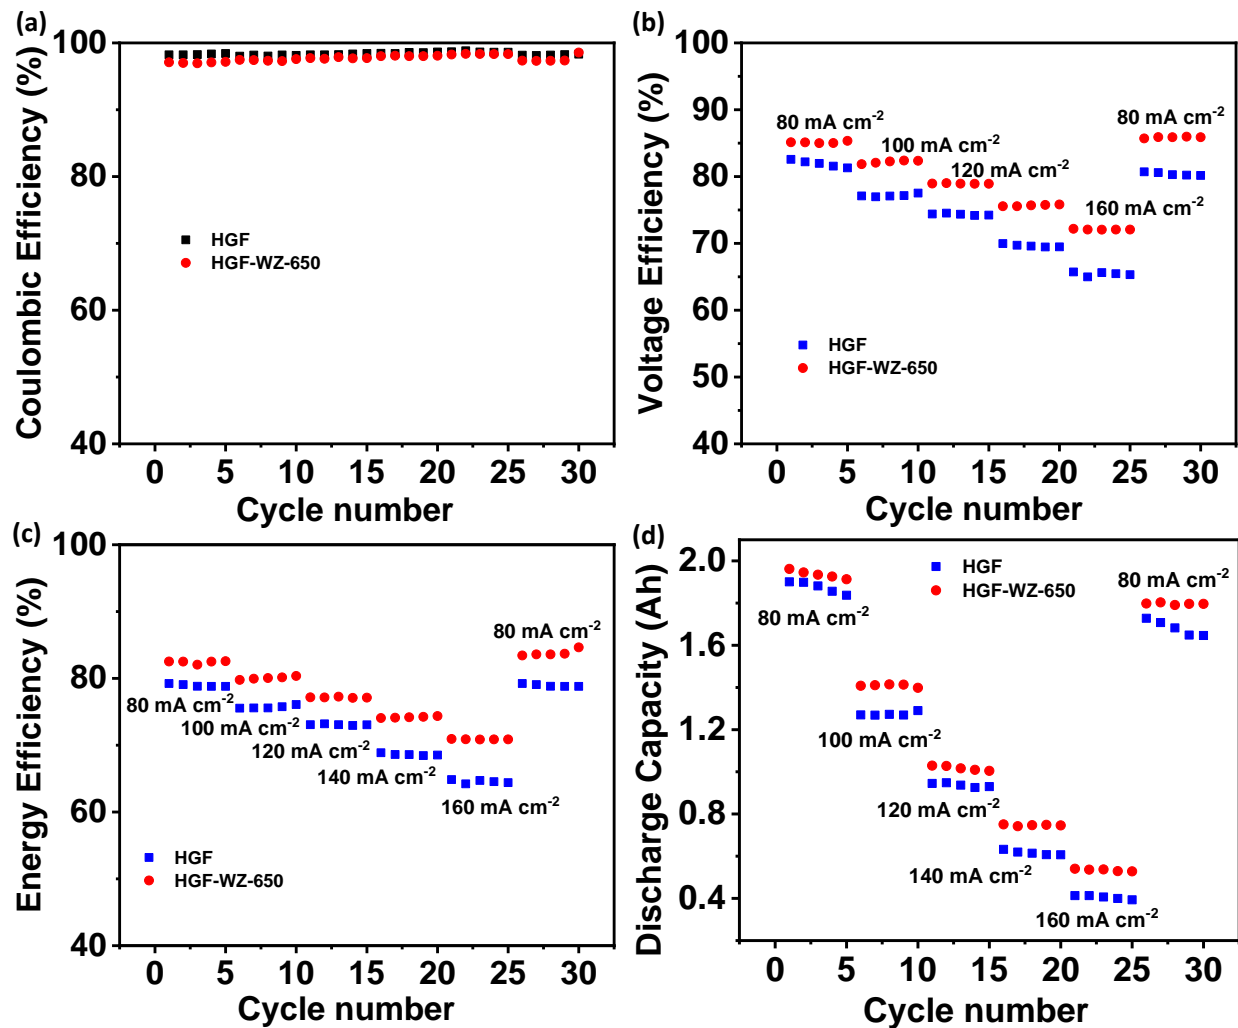 (a)
Coulombic Efficiency (%)
100
80
60
40
HGF
HGF-WZ-650
0 5 10 15 20 25 30
Cycle number
(b)
Voltage Efficiency (%)
100
90
80
70
60
50
40
80 mA cm-2
100 mA cm-2
120 mA cm-2
160 mA cm-2
80 mA cm-2
HGF
HGF-WZ-650
0 5 10 15 20 25 30
Cycle number
(c)
Energy Efficiency (%)
100
80
60
40
80 mA cm-2
100 mA cm-2
120 mA cm-2
140 mA cm-2
160 mA cm-2
80 mA cm-2
HGF
HGF-WZ-650
0 5 10 15 20 25 30
Cycle number
(d)
Discharge Capacity (Ah)
2.0
1.6
1.2
0.8
0.4
HGF
HGF-WZ-650
80 mA cm-2
80 mA cm-2
100 mA cm-2
120 mA cm-2
140 mA cm-2
160 mA cm-2
0 5 10 15 20 25 30
Cycle number